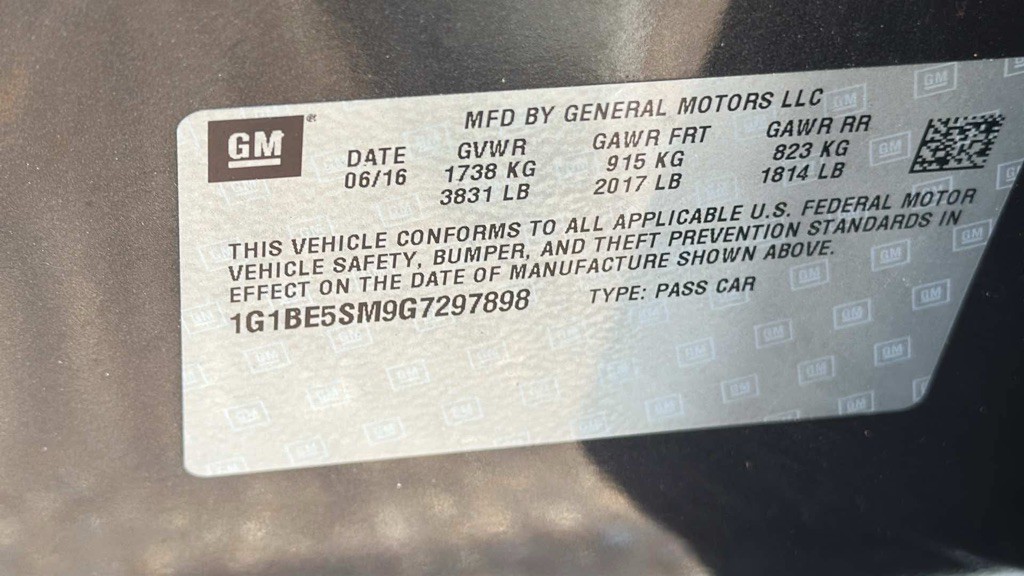 GM
MFD BY GENERAL MOTORS LLC
DATE GVWR GAWR FRT GAWR RR
06/16 1738 KG 915 KG 823 KG
3831 LB 2017 LB 1814 LB
THIS VEHICLE CONFORMS TO ALL APPLICABLE U.S. FEDERAL MOTOR
VEHICLE SAFETY, BUMPER, AND THEFT PREVENTION STANDARDS IN
EFFECT ON THE DATE OF MANUFACTURE SHOWN ABOVE.
1G1BE5SM9G7297898 TYPE: PASS CAR